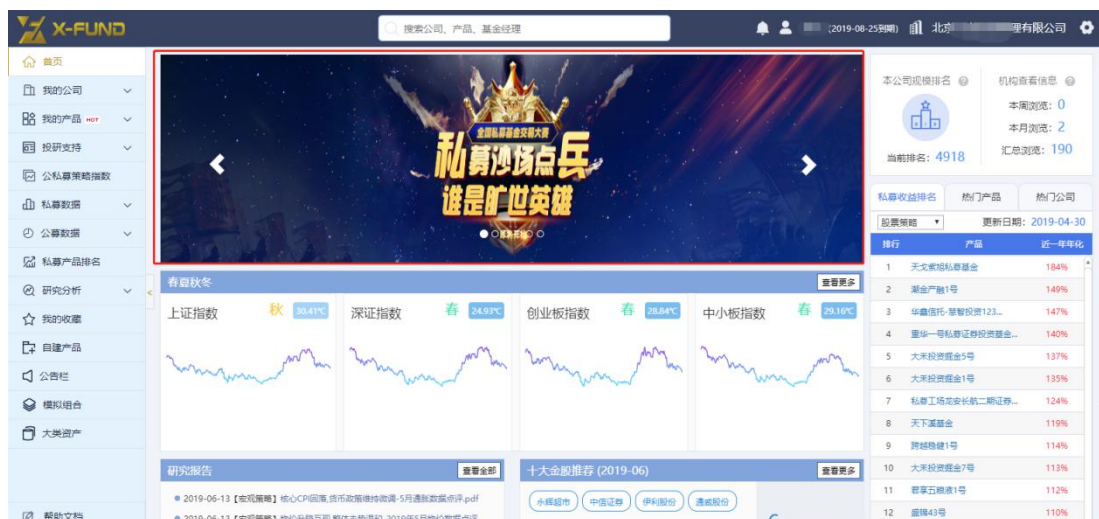 X-FUND
搜索公司、产品、基金经理
(2019-08-25到期)
北京
理有限公司
首页
我的公司
我的产品 HOT
投研支持
公私募策略指数
私募数据
公募数据
私募产品排名
研究分析
我的收藏
自建产品
公告栏
模拟组合
大类资产
帮助文档
全国私募基金交易大赛
私募沙场点兵
谁是旷世英雄
春夏秋冬
查看更多
上证指数 秋 30.41℃
深证指数 春 24.93℃
创业板指数 春 28.84℃
中小板指数 春 29.16℃
研究报告
查看全部
2019-06-13【宏观策略】核心CPI回落,货币政策维持微调-5月通胀数据点评.pdf
十大金股推荐 (2019-06)
查看更多
永辉超市
中信证券
伊利股份
通威股份
本公司规模排名
当前排名: 4918
机构查看信息
本周浏览: 0
本月浏览: 2
汇总浏览: 190
私募收益排名
热门产品
热门公司
股票策略
更新日期: 2019-04-30
排行 产品 近一年年化
1 天戈紫旭私募基金 184%
2 潮金产融1号 149%
3 华鑫信托-慧智投资123... 147%
4 里华一号私募证券投资基金... 140%
5 大禾投资掘金5号 137%
6 大禾投资掘金1号 135%
7 私募工场龙安长航二期证券... 124%
8 天下溪基金 119%
9 跨越稳健1号 114%
10 大禾投资掘金7号 113%
11 君享五粮液1号 112%
12 盛锦43号 110%